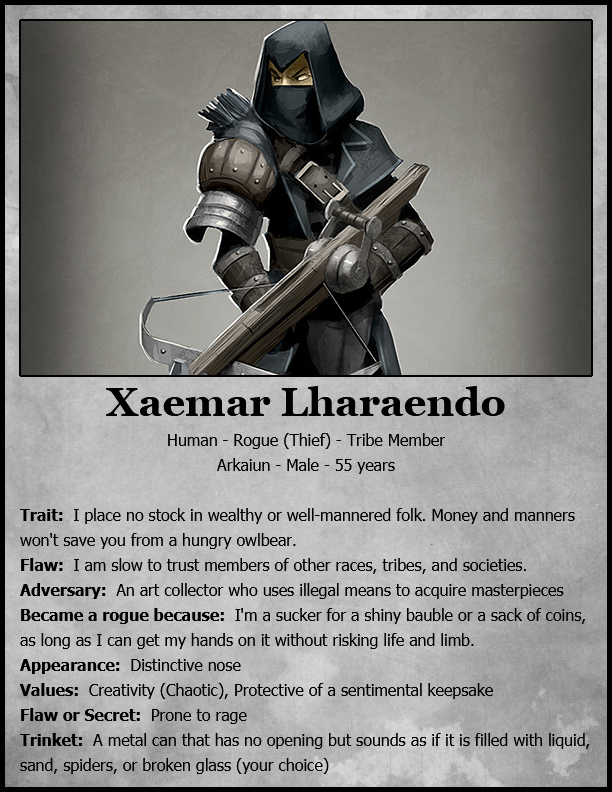 Xaemar Lharaendo
Human - Rogue (Thief) - Tribe Member
Arkaiun - Male - 55 years
Trait:  I place no stock in wealthy or well-mannered folk. Money and manners
won't save you from a hungry owlbear.
Flaw:  I am slow to trust members of other races, tribes, and societies.
Adversary:  An art collector who uses illegal means to acquire masterpieces
Became a rogue because:  I'm a sucker for a shiny bauble or a sack of coins,
as long as I can get my hands on it without risking life and limb.
Appearance:  Distinctive nose
Values:  Creativity (Chaotic), Protective of a sentimental keepsake
Flaw or Secret:  Prone to rage
Trinket:  A metal can that has no opening but sounds as if it is filled with liquid,
sand, spiders, or broken glass (your choice)